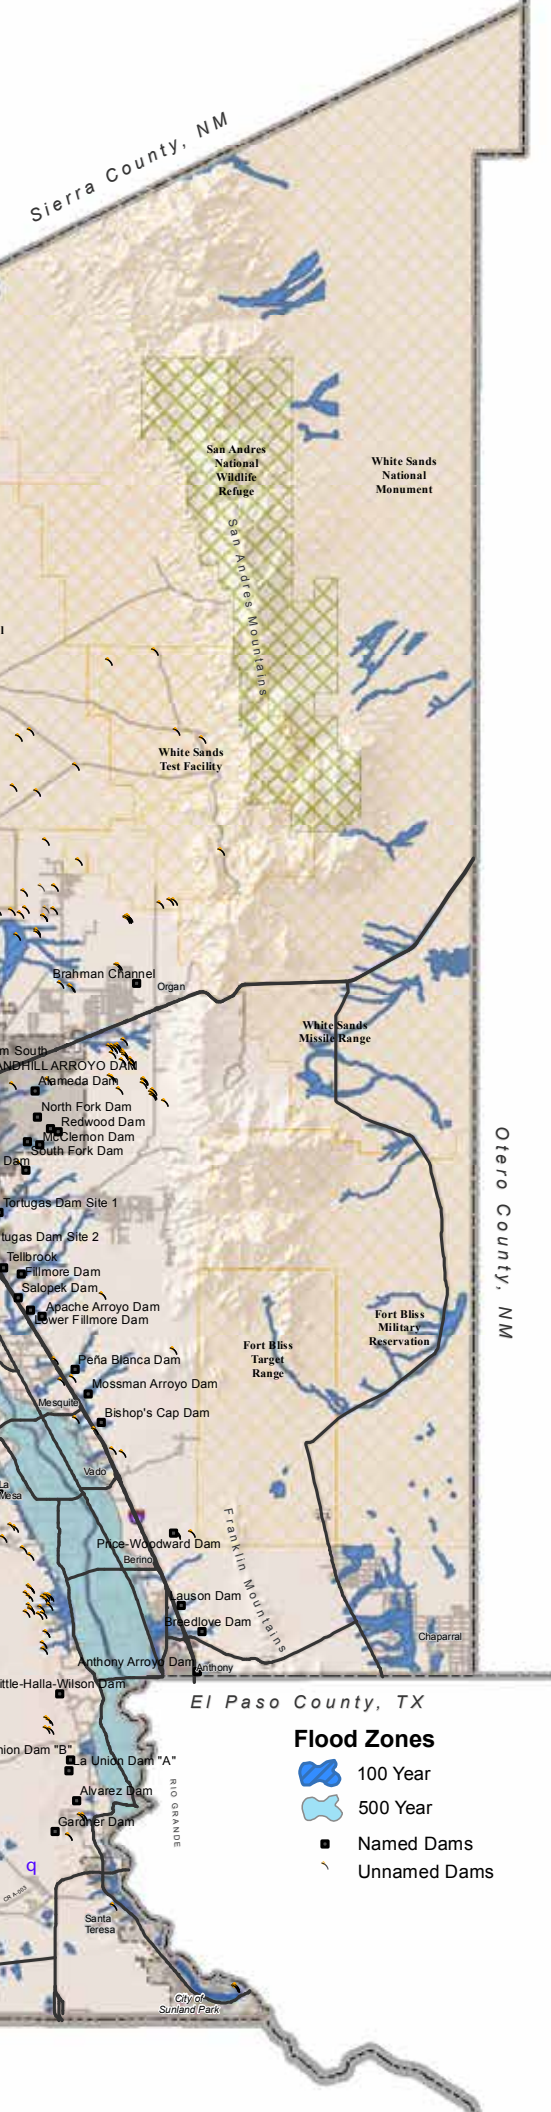 Sierra County, NM
San Andres
National
Wildlife
Refuge
White Sands
National
Monument
San Andres Mountains
l
White Sands
Test Facility
Brahman Channel
Organ
White Sands
Missile Range
m South
ANDHILL ARROYO DAM
Alameda Dam
North Fork Dam
Redwood Dam
McClemon Dam
South Fork Dam
Dam
Otero County, NM
Tortugas Dam Site 1
tugas Dam Site 2
Tellbrook
Fillmore Dam
Salopek Dam
Apache Arroyo Dam
Lower Fillmore Dam
Fort Bliss
Military
Reservation
Fort Bliss
Target
Range
Peña Blanca Dam
Mossman Arroyo Dam
Mesquite
Bishop's Cap Dam
Vado
La
Mesa
Franklin Mountains
Price-Woodward Dam
Berino
Lauson Dam
Breedlove Dam
Chaparral
Anthony Arroyo Dam
Anthony
ittle-Halla-Wilson Dam
El Paso County, TX
Flood Zones
100 Year
500 Year
Named Dams
Unnamed Dams
nion Dam "B"
La Union Dam "A"
RIO GRANDE
Alvarez Dam
Gardner Dam
q
CR A-003
Santa
Teresa
City of
Sunland Park